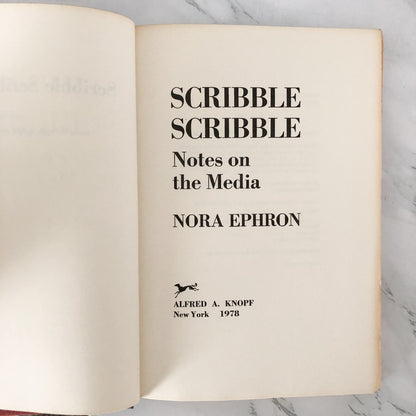 SCRIBBLE
SCRIBBLE
Notes on
the Media
NORA EPHRON
ALFRED A. KNOPF
New York 1978